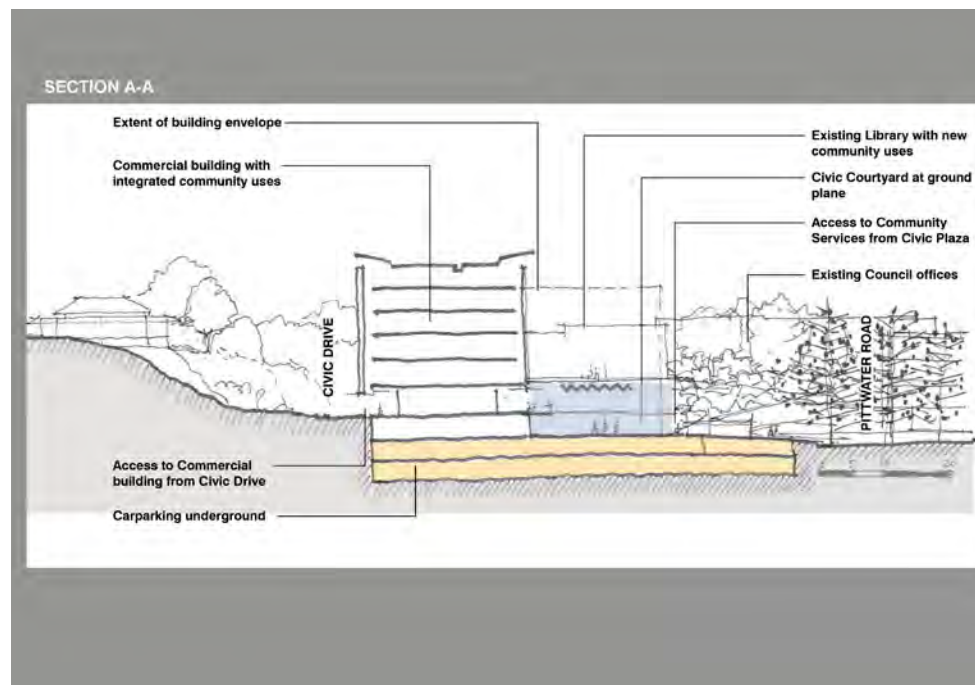 SECTION A-A
Extent of building envelope
Commercial building with
integrated community uses
Existing Library with new
community uses
Civic Courtyard at ground
plane
Access to Community
Services from Civic Plaza
Existing Council offices
CIVIC DRIVE
PITTWATER ROAD
Access to Commercial
building from Civic Drive
Carparking underground